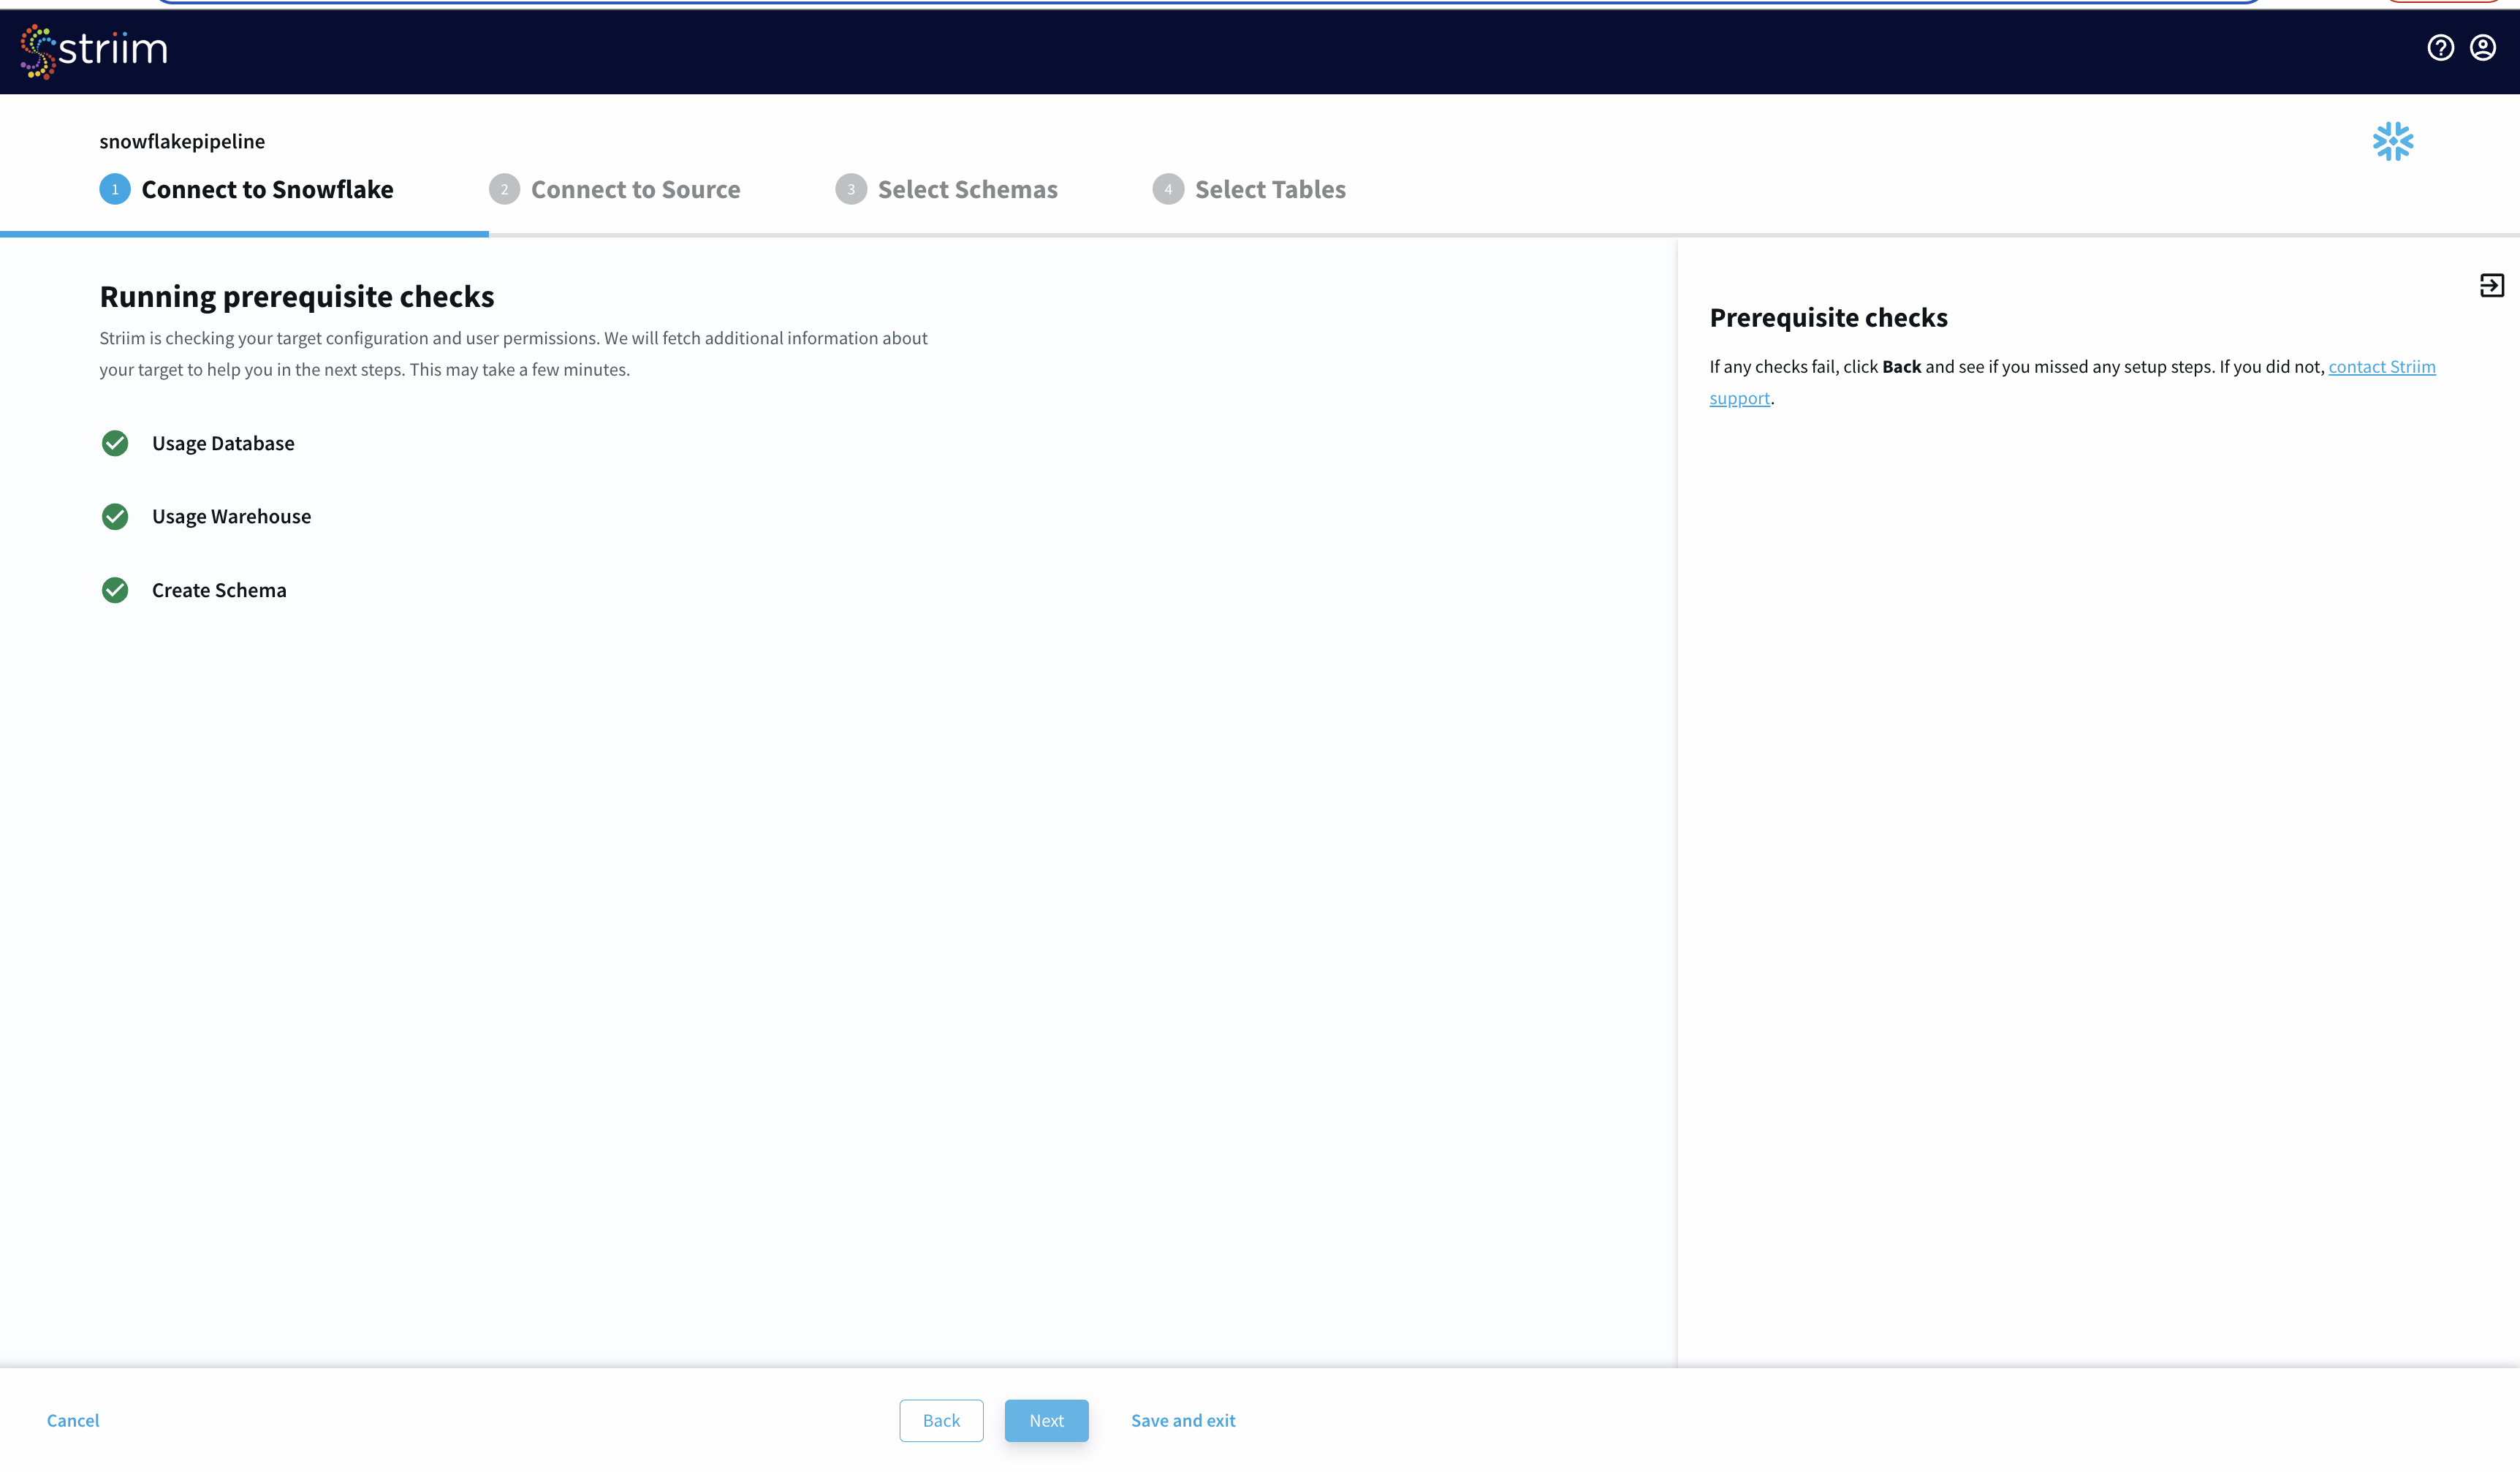 striim
snowflakepipeline
1 Connect to Snowflake 2 Connect to Source 3 Select Schemas 4 Select Tables
Running prerequisite checks
Striim is checking your target configuration and user permissions. We will fetch additional information about
your target to help you in the next steps. This may take a few minutes.
Usage Database
Usage Warehouse
Create Schema
Prerequisite checks
If any checks fail, click Back and see if you missed any setup steps. If you did not, contact Striim
support.
Cancel Back Next Save and exit